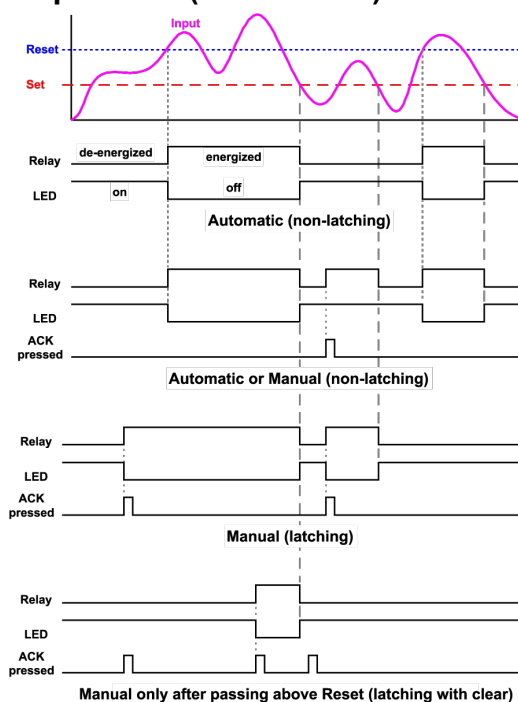 Input
Reset
Set
de-energized
energized
Relay
on
off
LED
Automatic (non-latching)
Relay
LED
ACK
pressed
Automatic or Manual (non-latching)
Relay
LED
ACK
pressed
Manual (latching)
Relay
LED
ACK
pressed
Manual only after passing above Reset (latching with clear)